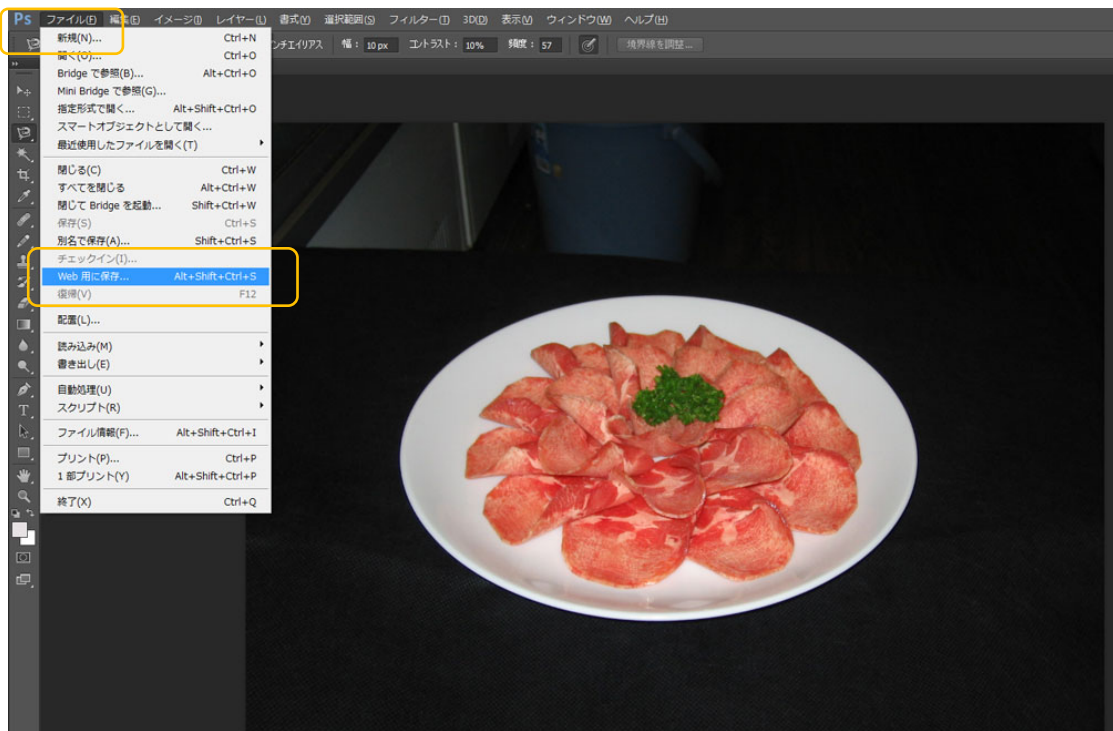 Ps ファイル(F) 編集(E) イメージ(I) レイヤー(L) 書式(Y) 選択範囲(S) フィルター(T) 3D(D) 表示(V) ウィンドウ(W) ヘルプ(H)
ンチエイリアス 幅： 10 px コントラスト： 10% 頻度： 57 境界線を調整...
新規(N)... Ctrl+N
開く(O)... Ctrl+O
Bridge で参照(B)... Alt+Ctrl+O
Mini Bridge で参照(G)...
指定形式で開く... Alt+Shift+Ctrl+O
スマートオブジェクトとして開く...
最近使用したファイルを開く(T)
閉じる(C) Ctrl+W
すべてを閉じる Alt+Ctrl+W
閉じて Bridge を起動... Shift+Ctrl+W
保存(S) Ctrl+S
別名で保存(A)... Shift+Ctrl+S
チェックイン(I)...
Web 用に保存... Alt+Shift+Ctrl+S
復帰(V) F12
配置(L)...
読み込み(M)
書き出し(E)
自動処理(U)
スクリプト(R)
ファイル情報(F)... Alt+Shift+Ctrl+I
プリント(P)... Ctrl+P
1 部プリント(Y) Alt+Shift+Ctrl+P
終了(X) Ctrl+Q